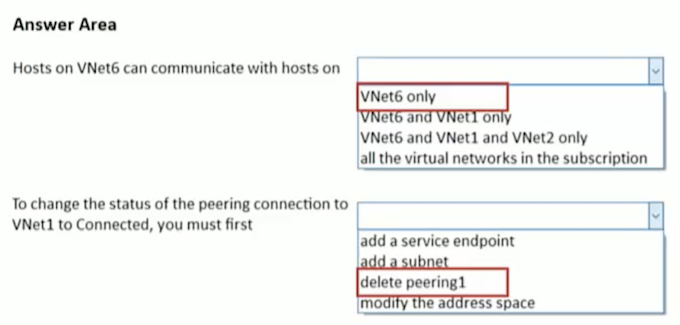 Answer Area
Hosts on VNet6 can communicate with hosts on
VNet6 only
VNet6 and VNet1 only
VNet6 and VNet1 and VNet2 only
all the virtual networks in the subscription
To change the status of the peering connection to
VNet1 to Connected, you must first
add a service endpoint
add a subnet
delete peering1
modify the address space